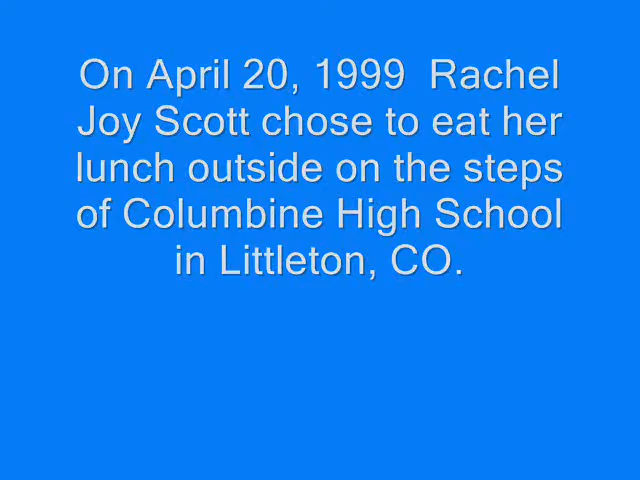 On April 20, 1999  Rachel
Joy Scott chose to eat her
lunch outside on the steps
of Columbine High School
in Littleton, CO.